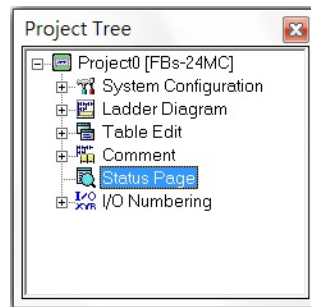 Project Tree
Project0 [FBs-24MC]
System Configuration
Ladder Diagram
Table Edit
Comment
Status Page
I/O Numbering